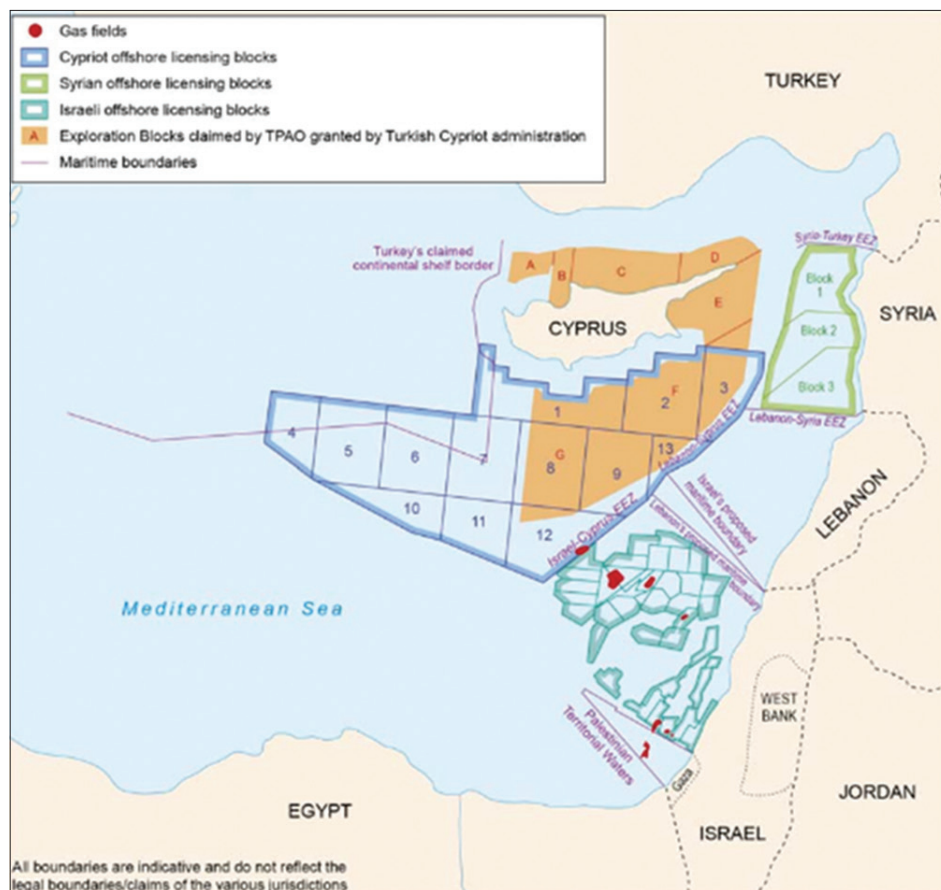 Gas fields
Cypriot offshore licensing blocks
Syrian offshore licensing blocks
Israeli offshore licensing blocks
A Exploration Blocks claimed by TPAO granted by Turkish Cypriot administration
Maritime boundaries
TURKEY
Turkey's claimed
continental shelf border
Syria-Turkey EEZ
A
B
C
D
E
Block
1
CYPRUS
SYRIA
Block 2
Block 3
Lebanon-Syria EEZ
1
2
F
3
4
5
6
7
8
G
9
13
Lebanon-Cyprus EEZ
10
11
12
Israel-Cyprus EEZ
Israel's proposed
maritime boundary
Lebanon's proposed maritime
boundary
LEBANON
Mediterranean Sea
WEST
BANK
Palestinian
Territorial Waters
Gaza
EGYPT
ISRAEL
JORDAN
All boundaries are indicative and do not reflect the
legal boundaries/claims of the various jurisdictions